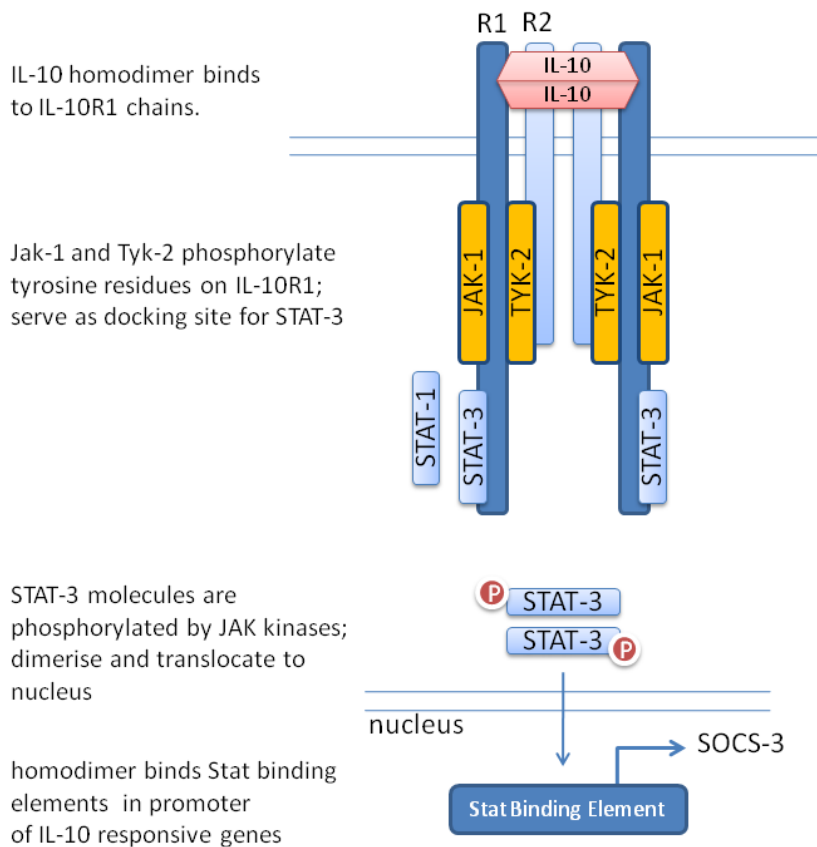 R1 R2
IL-10 homodimer binds
to IL-10R1 chains.
IL-10
IL-10
Jak-1 and Tyk-2 phosphorylate
tyrosine residues on IL-10R1;
serve as docking site for STAT-3
JAK-1
TYK-2
TYK-2
JAK-1
STAT-1
STAT-3
STAT-3
STAT-3 molecules are
phosphorylated by JAK kinases;
dimerise and translocate to
nucleus
P
STAT-3
STAT-3
P
nucleus
SOCS-3
homodimer binds Stat binding
elements in promoter
of IL-10 responsive genes
Stat Binding Element